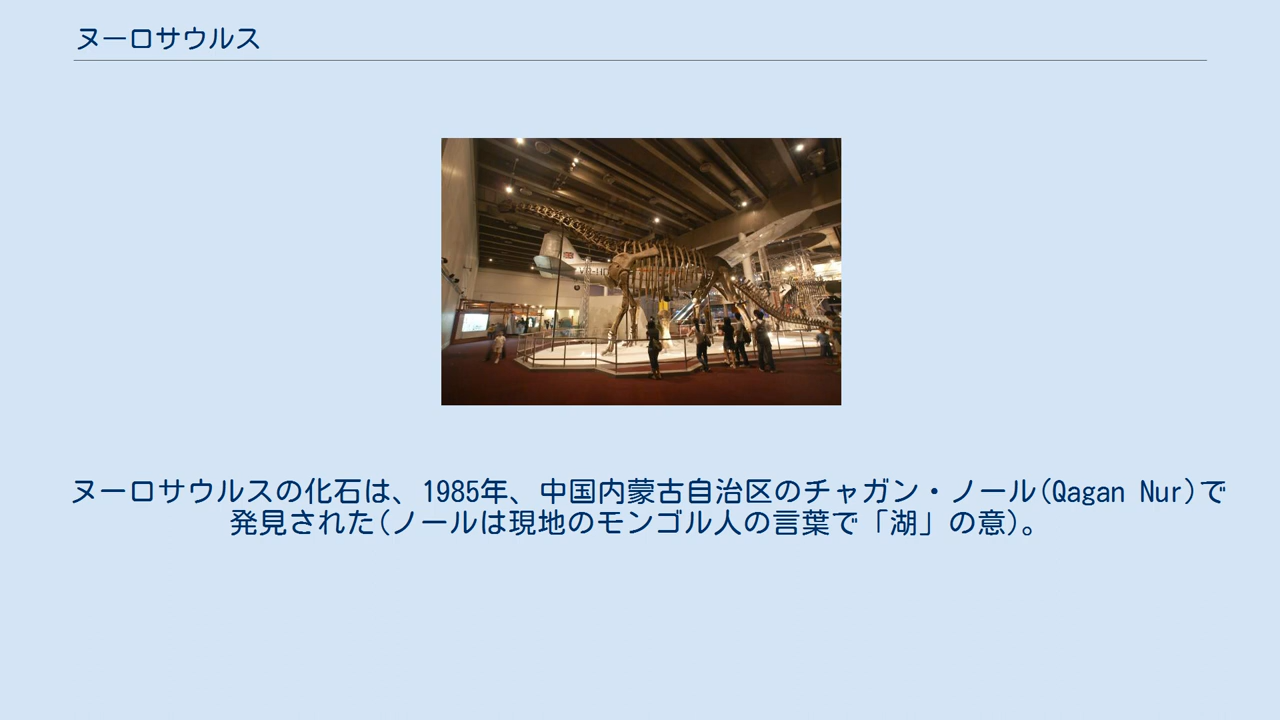 ヌーロサウルス
VR-HD
ヌーロサウルスの化石は、1985年、中国内蒙古自治区のチャガン・ノール(Qagan Nur)で
発見された(ノールは現地のモンゴル人の言葉で「湖」の意)。